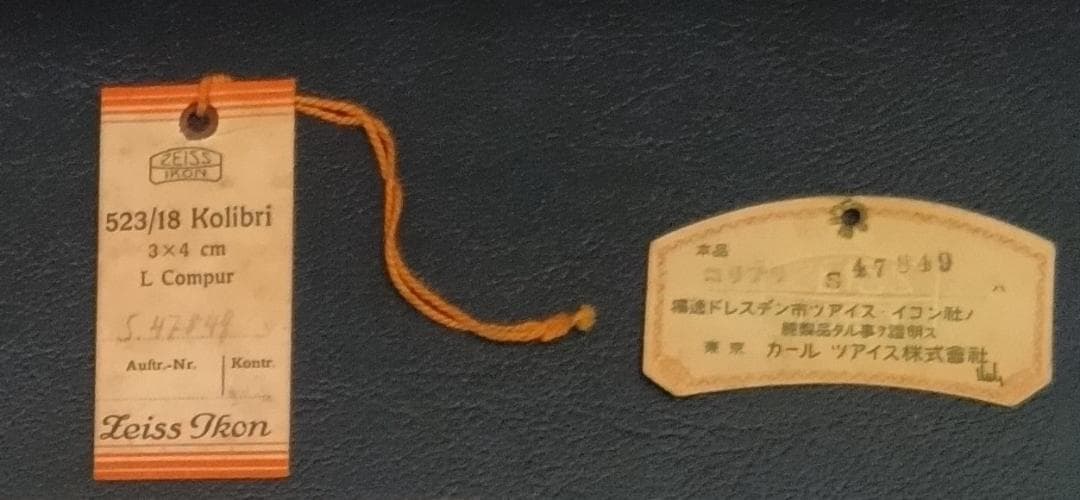 ZEISS
IKON
523/18 Kolibri
3×4 cm
L Compur
S.47849
Auftr.-Nr. Kontr.
Zeiss Ikon
本品
コリブリ S 47849 ハ
獨逸ドレスデン市ツアイス・イコン社ノ
純製品タル事ヲ證明ス
東京 カール ツアイス株式會社